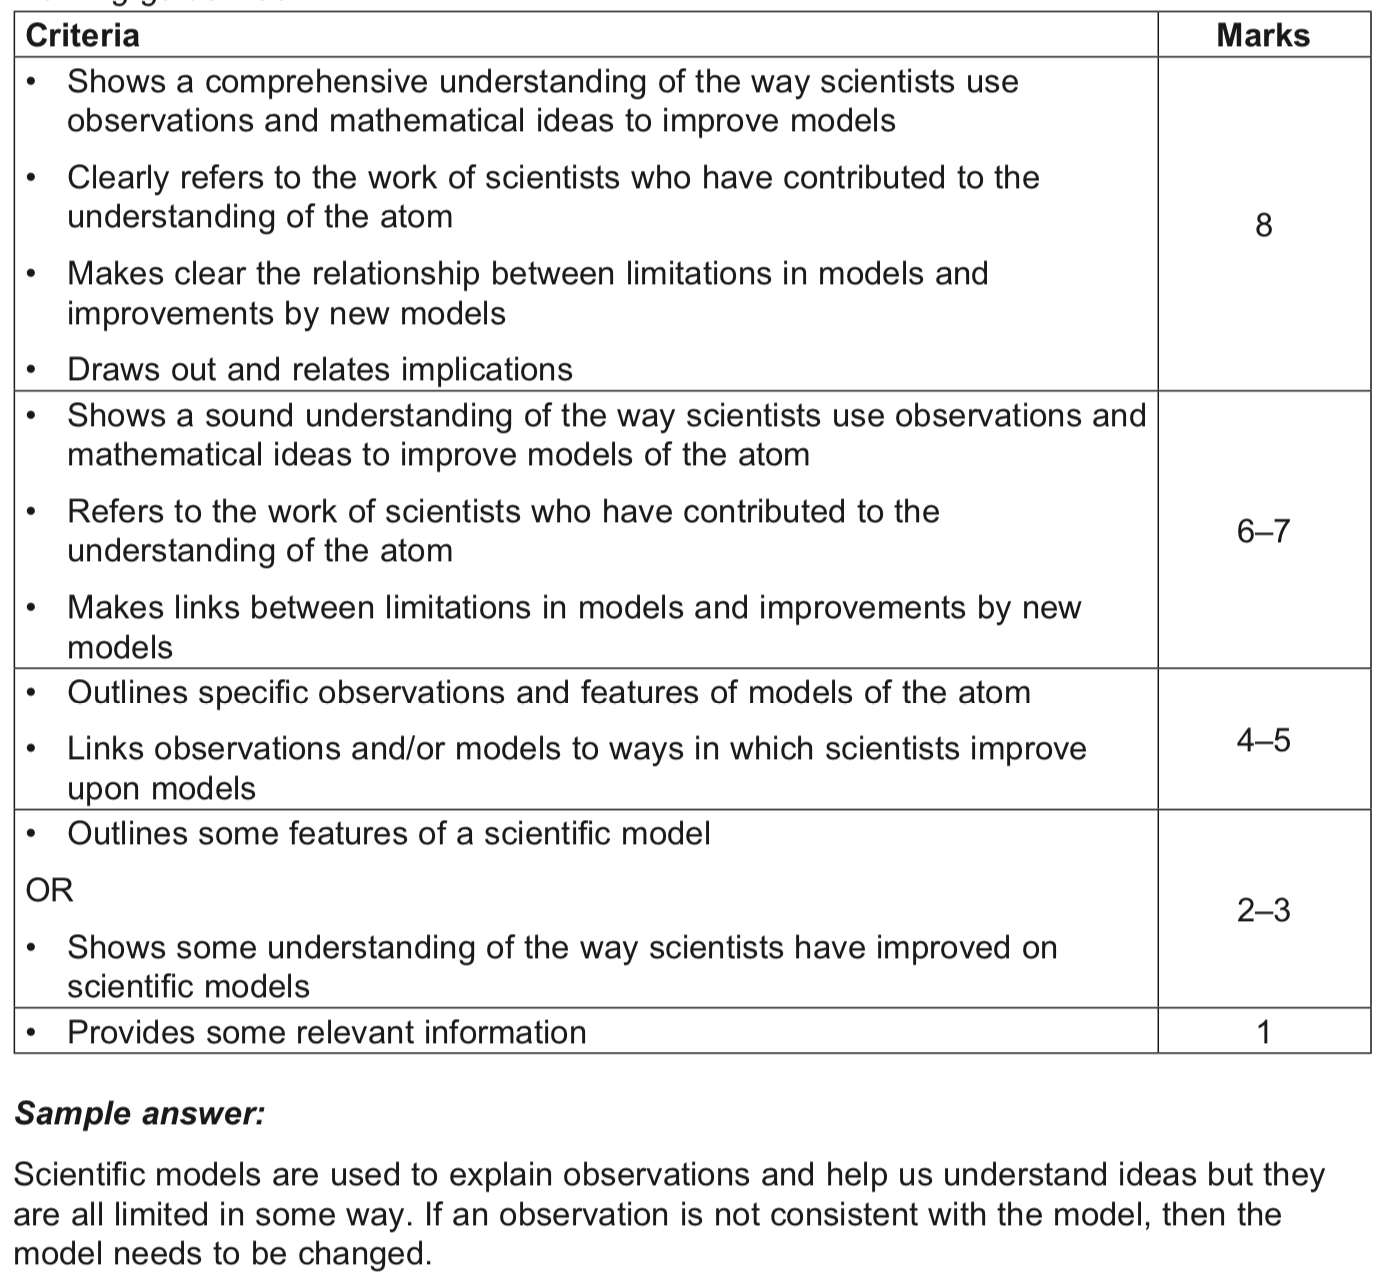 Criteria Marks
• Shows a comprehensive understanding of the way scientists use
observations and mathematical ideas to improve models
• Clearly refers to the work of scientists who have contributed to the
understanding of the atom
8
• Makes clear the relationship between limitations in models and
improvements by new models
• Draws out and relates implications
• Shows a sound understanding of the way scientists use observations and
mathematical ideas to improve models of the atom
• Refers to the work of scientists who have contributed to the
understanding of the atom
6–7
• Makes links between limitations in models and improvements by new
models
• Outlines specific observations and features of models of the atom
• Links observations and/or models to ways in which scientists improve
upon models
4–5
• Outlines some features of a scientific model
OR
2–3
• Shows some understanding of the way scientists have improved on
scientific models
• Provides some relevant information 1
Sample answer:
Scientific models are used to explain observations and help us understand ideas but they
are all limited in some way. If an observation is not consistent with the model, then the
model needs to be changed.